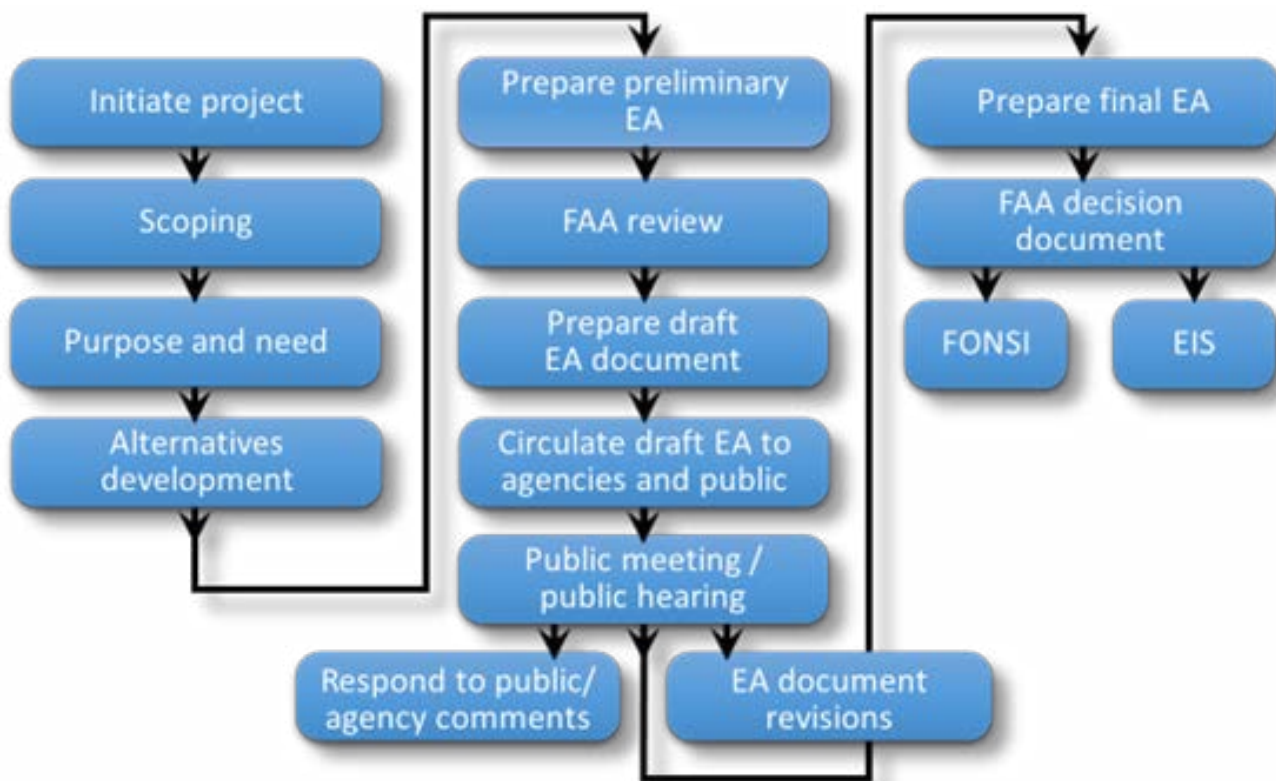 Initiate project
Scoping
Purpose and need
Alternatives
development
Prepare preliminary
EA
FAA review
Prepare draft
EA document
Circulate draft EA to
agencies and public
Public meeting /
public hearing
Respond to public/
agency comments
EA document
revisions
Prepare final EA
FAA decision
document
FONSI
EIS